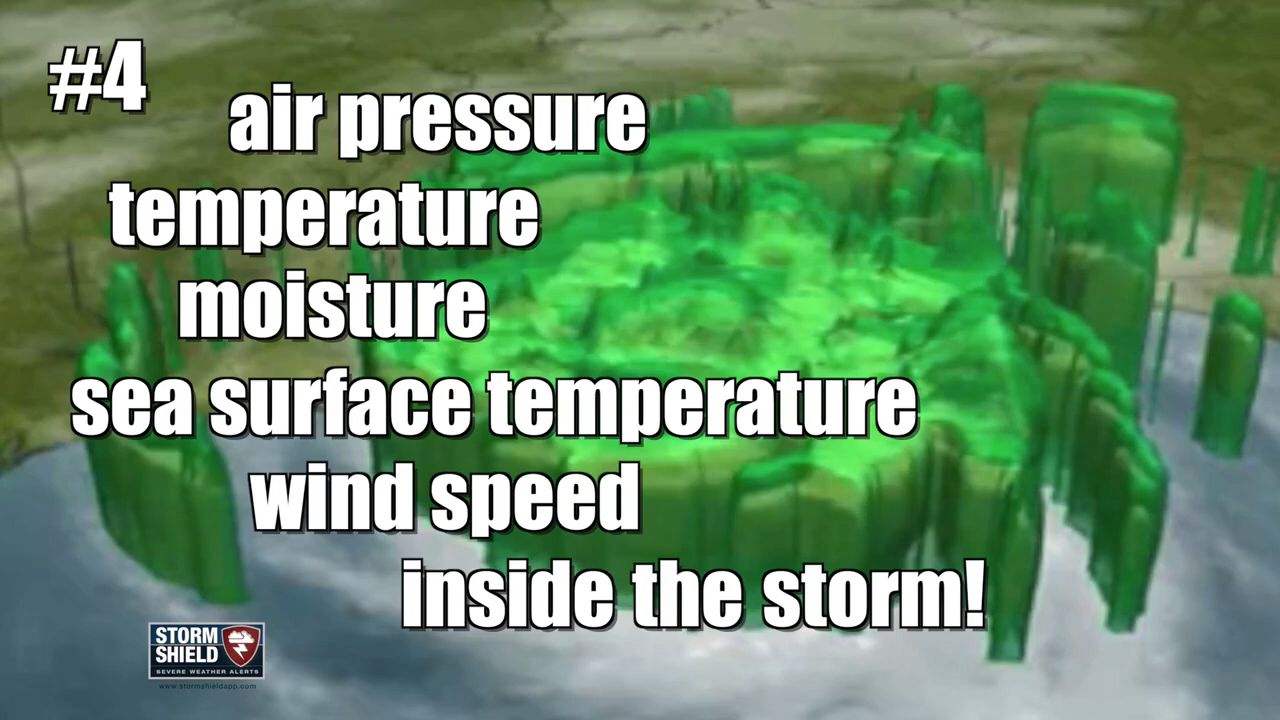 #4
air pressure
temperature
moisture
sea surface temperature
wind speed
inside the storm!
STORM
SHIELD
SEVERE WEATHER ALERTS
www.stormshieldapp.com